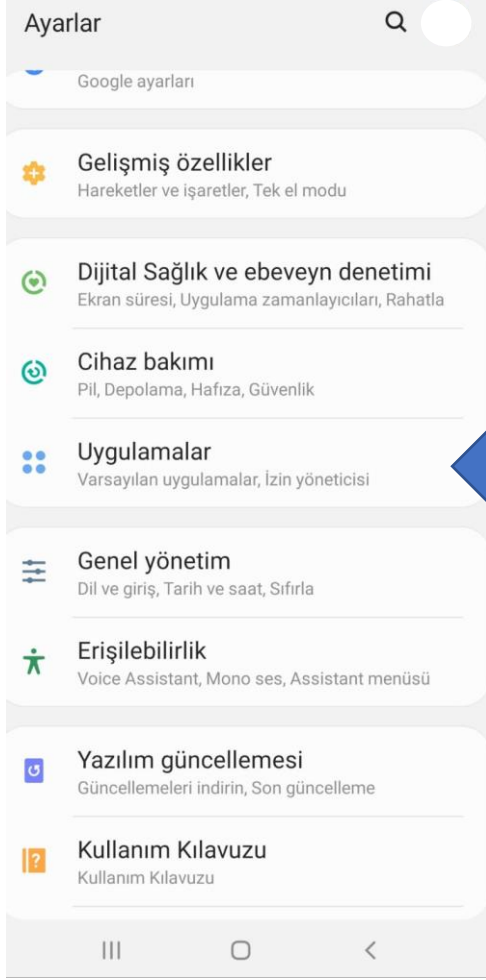 Ayarlar
Google ayarları
Gelişmiş özellikler
Hareketler ve işaretler, Tek el modu
Dijital Sağlık ve ebeveyn denetimi
Ekran süresi, Uygulama zamanlayıcıları, Rahatla
Cihaz bakımı
Pil, Depolama, Hafıza, Güvenlik
Uygulamalar
Varsayılan uygulamalar, İzin yöneticisi
Genel yönetim
Dil ve giriş, Tarih ve saat, Sıfırla
Erişilebilirlik
Voice Assistant, Mono ses, Assistant menüsü
Yazılım güncellemesi
Güncellemeleri indirin, Son güncelleme
Kullanım Kılavuzu
Kullanım Kılavuzu